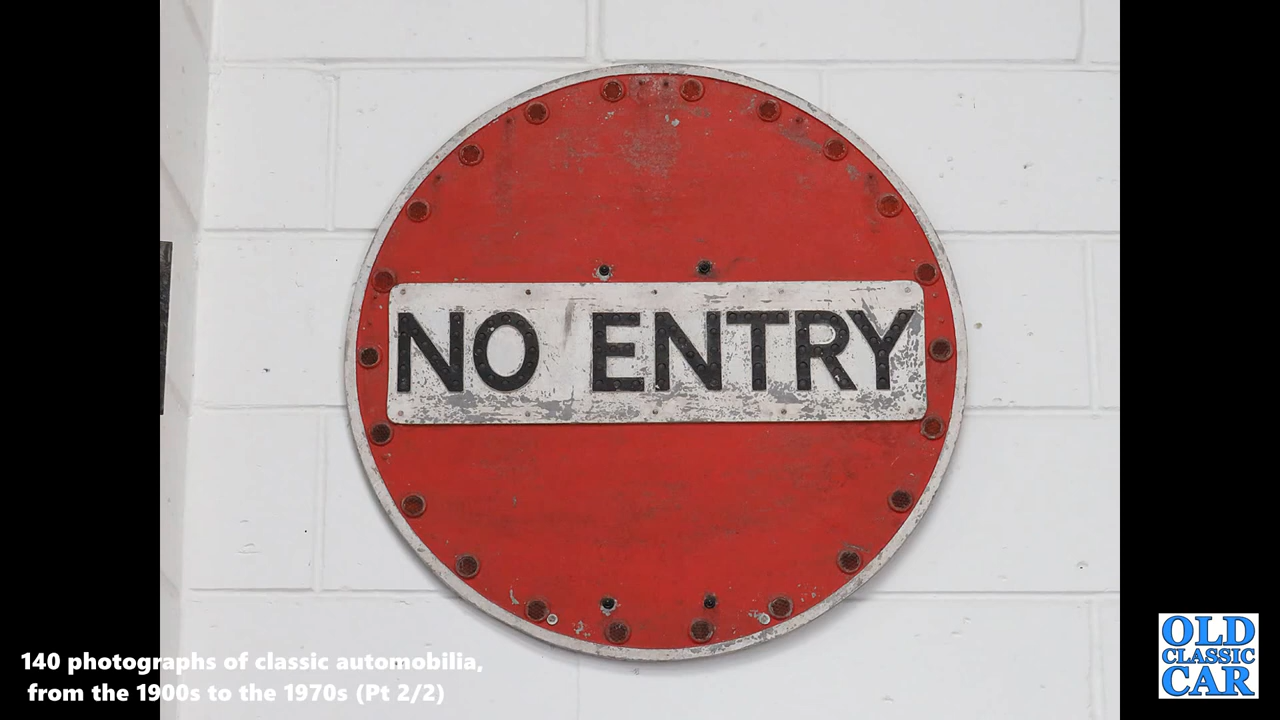 NO ENTRY
140 photographs of classic automobilia,
from the 1900s to the 1970s (Pt 2/2)
OLD
CLASSIC
CAR